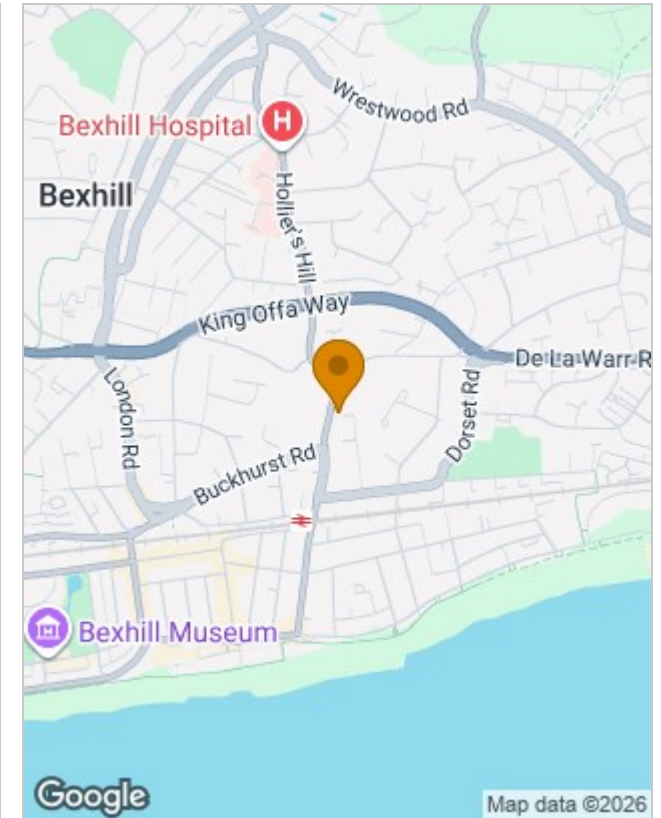 Wrestwood Rd
Bexhill Hospital
H
Bexhill
Hollier's Hill
King Offa Way
De La Warr R
London Rd
Dorset Rd
Buckhurst Rd
Bexhill Museum
Google
Map data ©2026